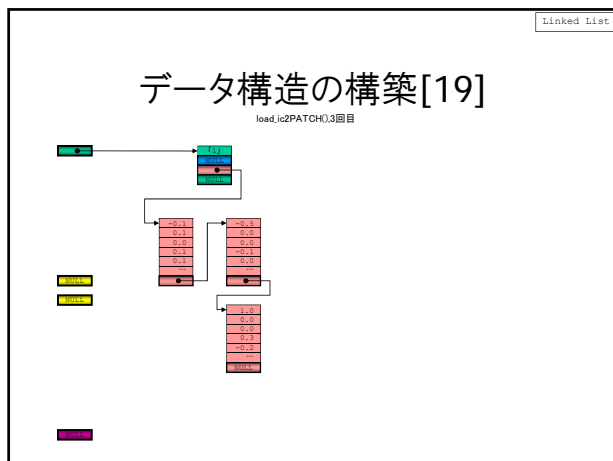 Linked List
データ構造の構築[19]
load_ic2PATCH(),3回目
「i」
NULL
NULL
-0.1
0.1
0.0
0.1
0.1
…
-0.5
0.0
0.0
-0.1
0.0
…
NULL
NULL
1.0
0.0
0.0
0.3
-0.2
…
NULL
NULL